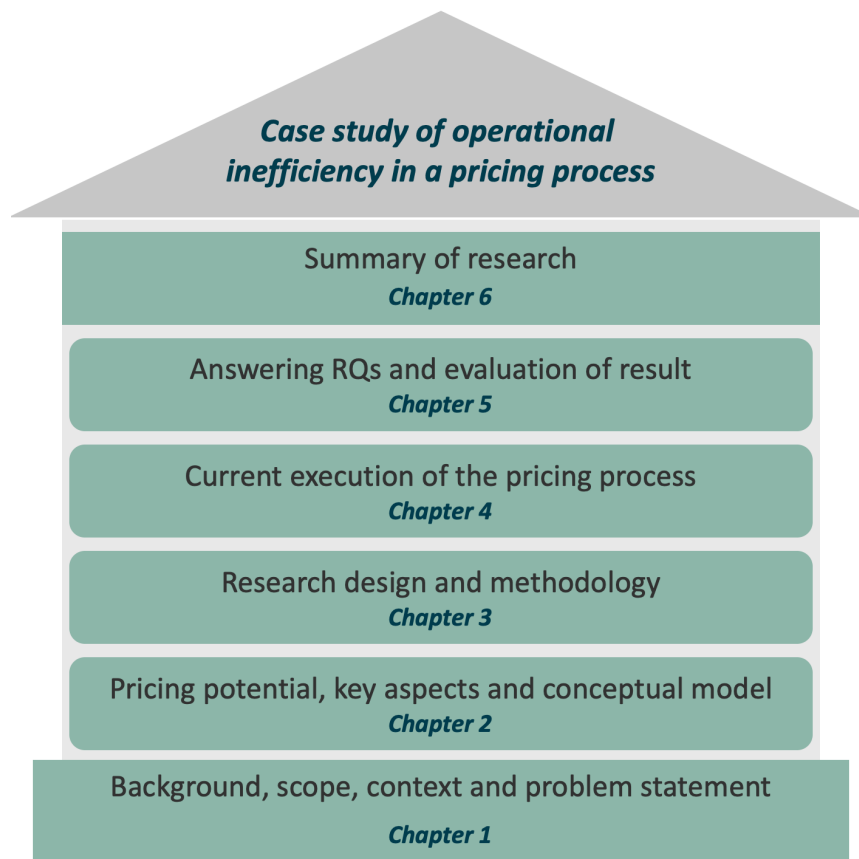 Case study of operational
inefficiency in a pricing process
Summary of research
Chapter 6
Answering RQs and evaluation of result
Chapter 5
Current execution of the pricing process
Chapter 4
Research design and methodology
Chapter 3
Pricing potential, key aspects and conceptual model
Chapter 2
Background, scope, context and problem statement
Chapter 1